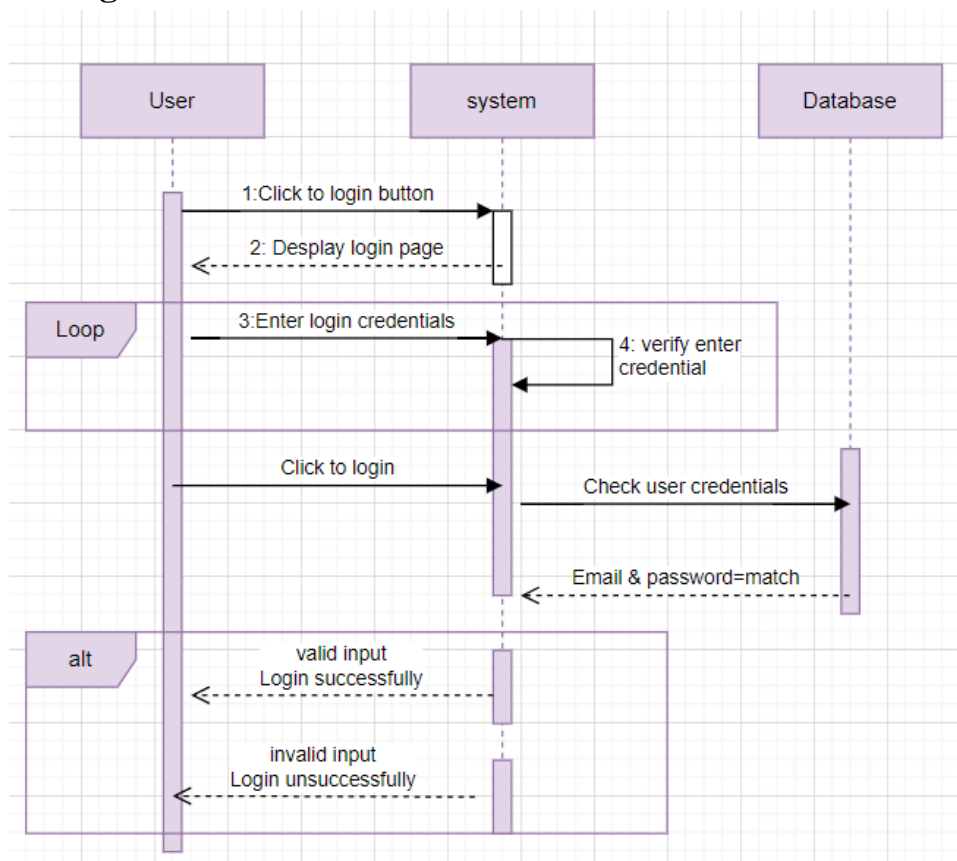 User
system
Database
1:Click to login button
2: Desplay login page
Loop
3:Enter login credentials
4: verify enter
credential
Click to login
Check user credentials
Email & password=match
alt
valid input
Login successfully
invalid input
Login unsuccessfully